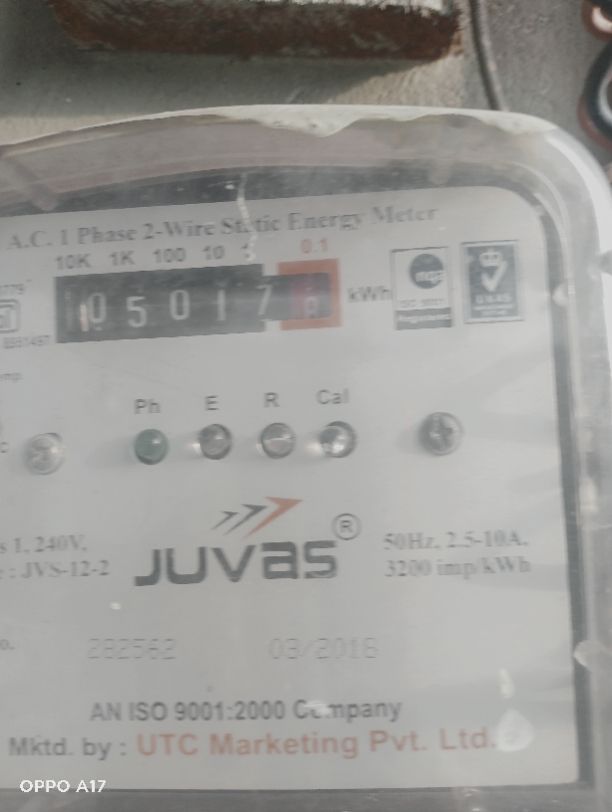 A.C. 1 Phase 2-Wire Static Energy Meter
10K 1K 100 10 1 0.1
05017 kWh
Ph E R Cal
JUVAS ®
s 1, 240V, 50Hz, 2.5-10A,
: JVS-12-2 3200 imp/kWh
o. 282562 03/2016
AN ISO 9001:2000 Company
Mktd. by : UTC Marketing Pvt. Ltd.
OPPO A17